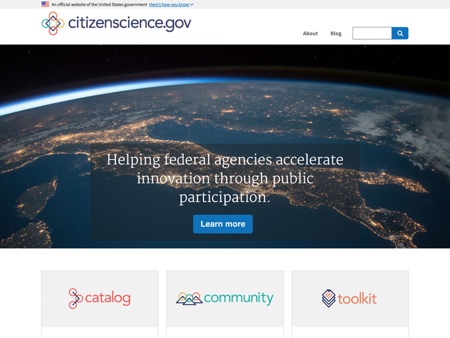 An official website of the United States government Here's how you know
citizenscience.gov
About Blog
Helping federal agencies accelerate
innovation through public
participation.
Learn more
catalog
community
toolkit